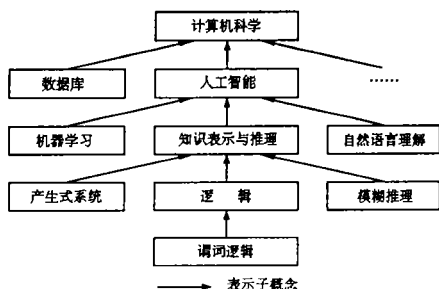 计算机科学
数据库
人工智能
……
机器学习
知识表示与推理
自然语言理解
产生式系统
逻 辑
模糊推理
谓词逻辑
表示子概念